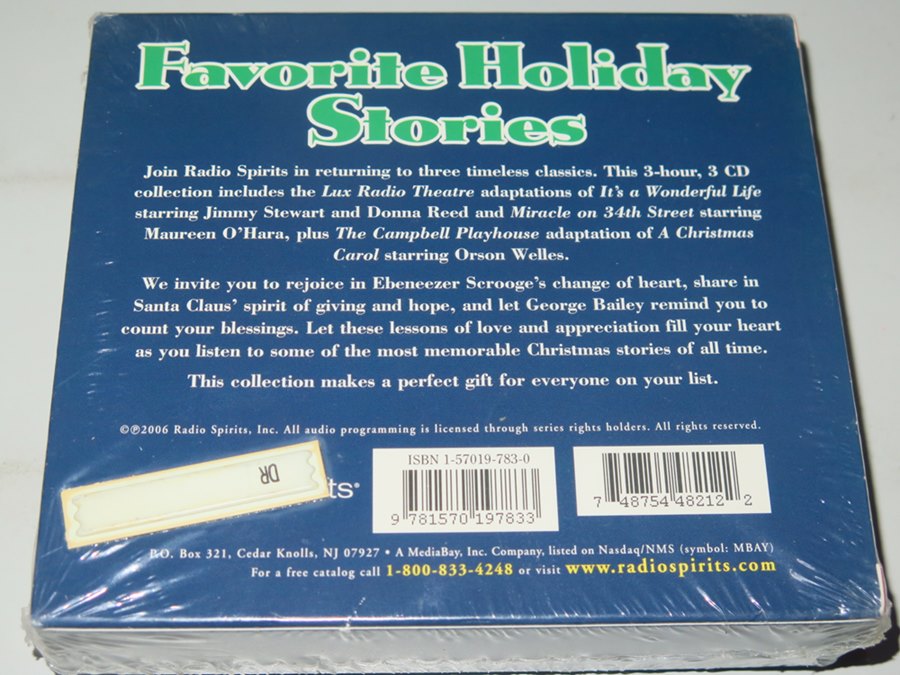 Favorite Holiday
Stories
Join Radio Spirits in returning to three timeless classics. This 3-hour, 3 CD
collection includes the Lux Radio Theatre adaptations of It's a Wonderful Life
starring Jimmy Stewart and Donna Reed and Miracle on 34th Street starring
Maureen O'Hara, plus The Campbell Playhouse adaptation of A Christmas
Carol starring Orson Welles.
We invite you to rejoice in Ebeneezer Scrooge's change of heart, share in
Santa Claus' spirit of giving and hope, and let George Bailey remind you to
count your blessings. Let these lessons of love and appreciation fill your heart
as you listen to some of the most memorable Christmas stories of all time.
This collection makes a perfect gift for everyone on your list.
©℗2006 Radio Spirits, Inc. All audio programming is licensed through series rights holders. All rights reserved.
DR
ts®
ISBN 1-57019-783-0
9 781570 197833
7 48754 48212 2
P.O. Box 321, Cedar Knolls, NJ 07927 • A MediaBay, Inc. Company, listed on Nasdaq/NMS (symbol: MBAY)
For a free catalog call 1-800-833-4248 or visit www.radiospirits.com